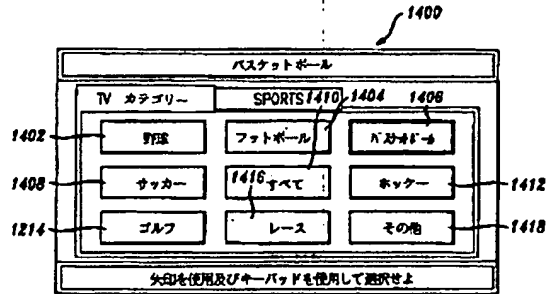 1400
バスケットボール
TV カテゴリー
SPORTS
1410
1404
1406
1402
野球
フットボール
バスケットボール
1408
サッカー
1416
すべて
ホッケー
1412
1214
ゴルフ
レース
その他
1418
矢印を使用及びキーパッドを使用して選択せよ